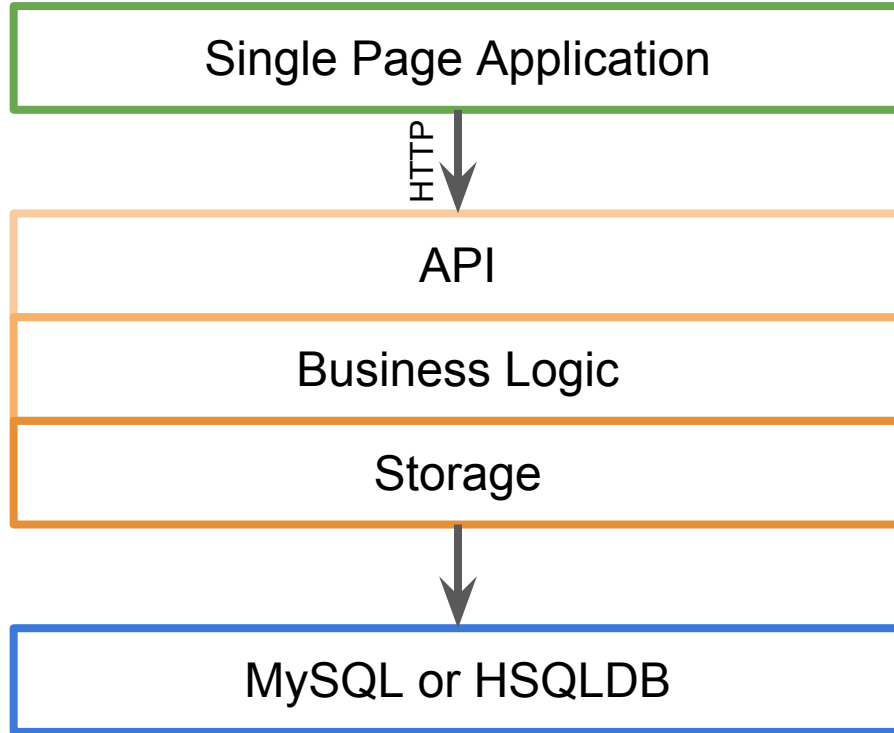 Single Page Application
HTTP
API
Business Logic
Storage
MySQL or HSQLDB